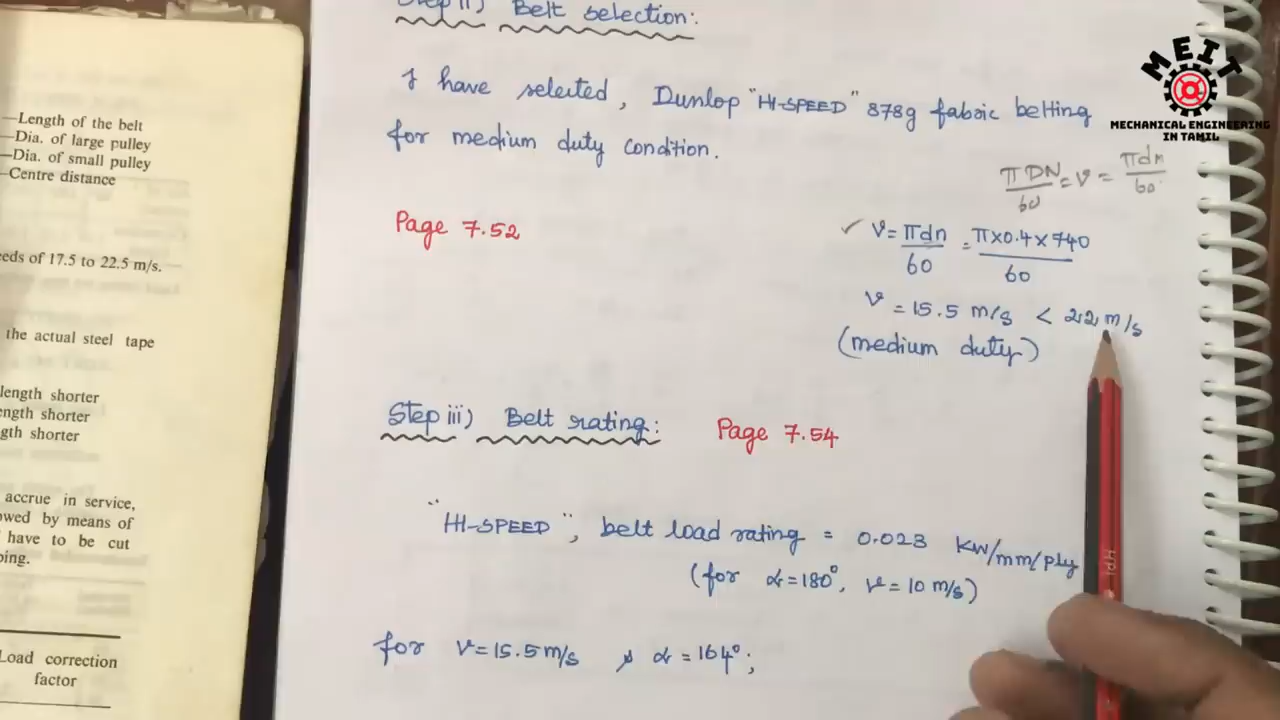 Step ii) Belt selection:
I have selected, Dunlop "HI-SPEED" 878g fabric belting
for medium duty condition.
πDN/60 = v = πdn/60
Page 7.52
✓ v = πdn/60 = π×0.4×740/60
v = 15.5 m/s < 22 m/s
(medium duty)
Step iii) Belt rating: Page 7.54
"HI-SPEED", belt load rating = 0.023 KW/mm/ply
(for α=180°, v=10 m/s)
for v=15.5m/s & α=164°;
—Length of the belt
—Dia. of large pulley
—Dia. of small pulley
—Centre distance
eeds of 17.5 to 22.5 m/s.
the actual steel tape
length shorter
ength shorter
gth shorter
accrue in service,
owed by means of
have to be cut
ping.
Load correction
factor
MEIT
MECHANICAL ENGINEERING
IN TAMIL
HDI